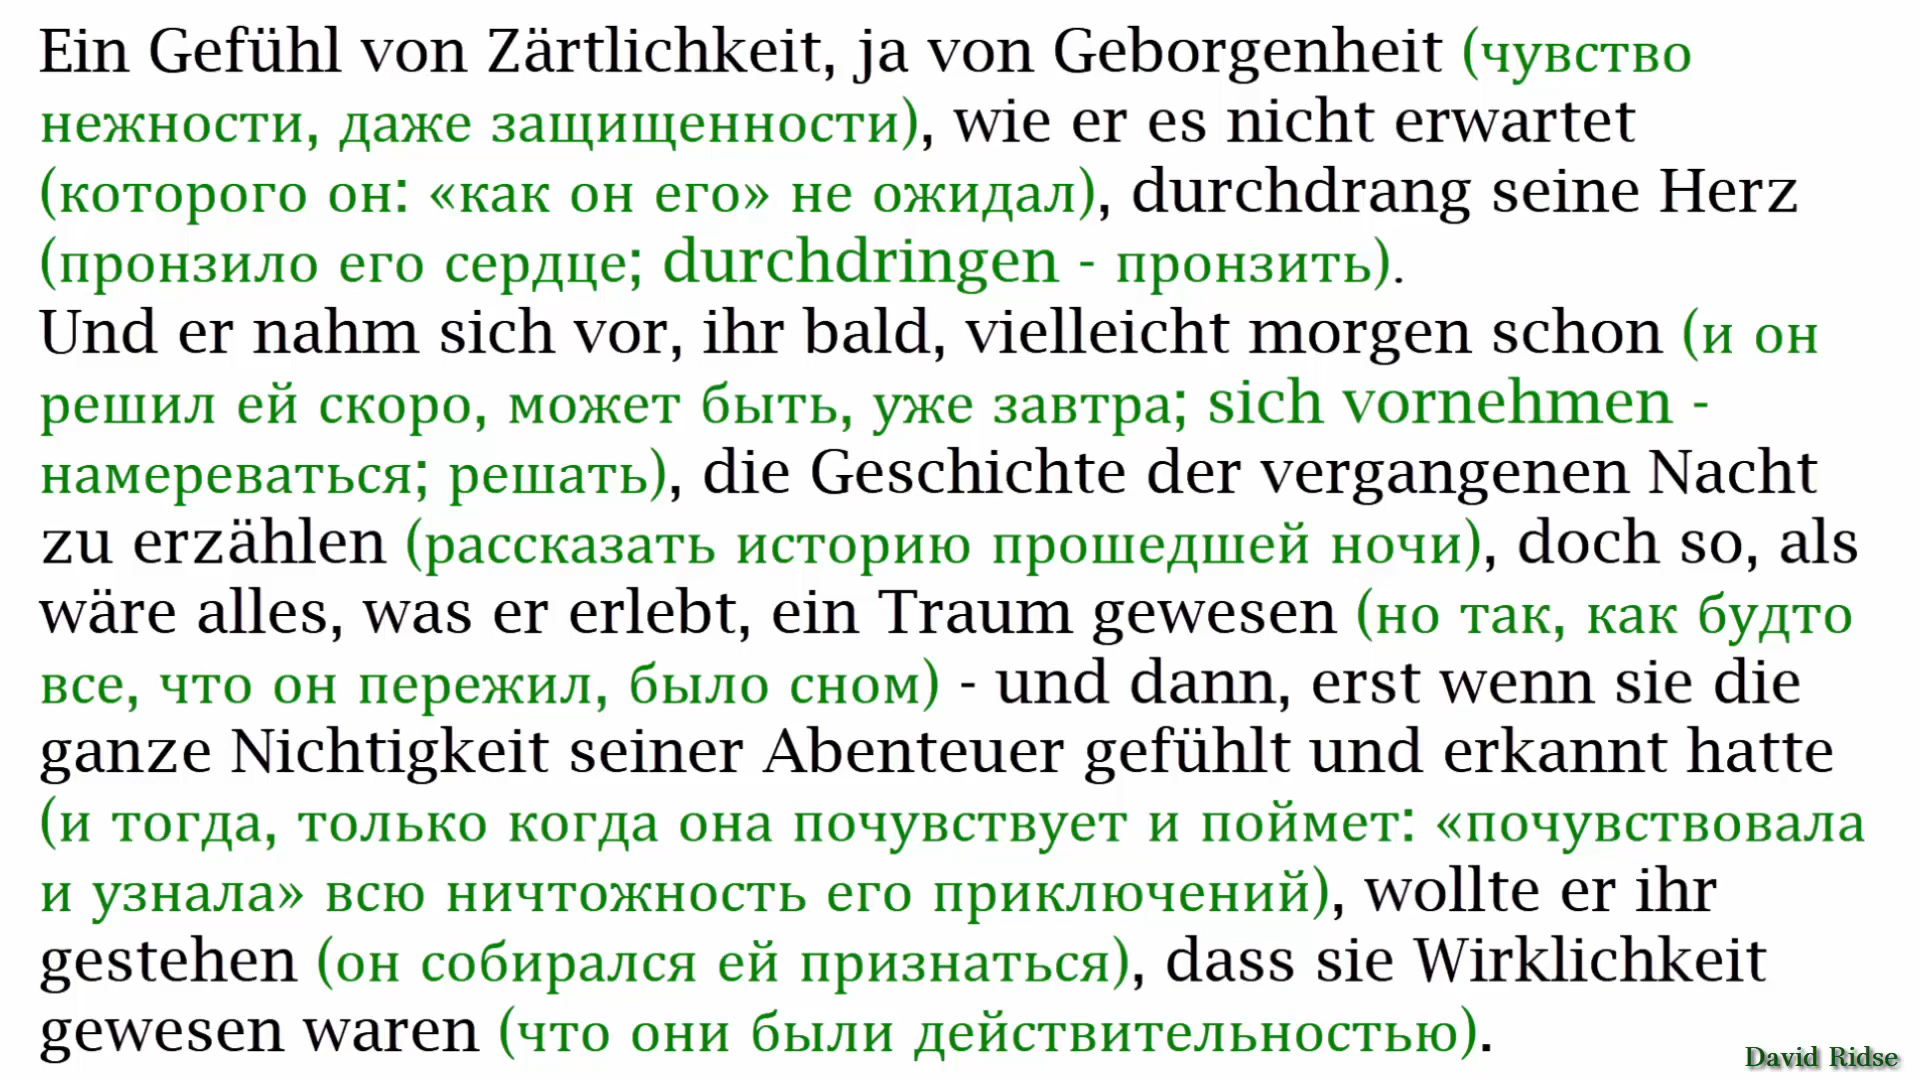 Ein Gefühl von Zärtlichkeit, ja von Geborgenheit (чувство
нежности, даже защищенности), wie er es nicht erwartet
(которого он: «как он его» не ожидал), durchdrang seine Herz
(пронзило его сердце; durchdringen - пронзить).
Und er nahm sich vor, ihr bald, vielleicht morgen schon (и он
решил ей скоро, может быть, уже завтра; sich vornehmen -
намереваться; решать), die Geschichte der vergangenen Nacht
zu erzählen (рассказать историю прошедшей ночи), doch so, als
wäre alles, was er erlebt, ein Traum gewesen (но так, как будто
все, что он пережил, было сном) - und dann, erst wenn sie die
ganze Nichtigkeit seiner Abenteuer gefühlt und erkannt hatte
(и тогда, только когда она почувствует и поймет: «почувствовала
и узнала» всю ничтожность его приключений), wollte er ihr
gestehen (он собирался ей признаться), dass sie Wirklichkeit
gewesen waren (что они были действительностью).
David Ridse